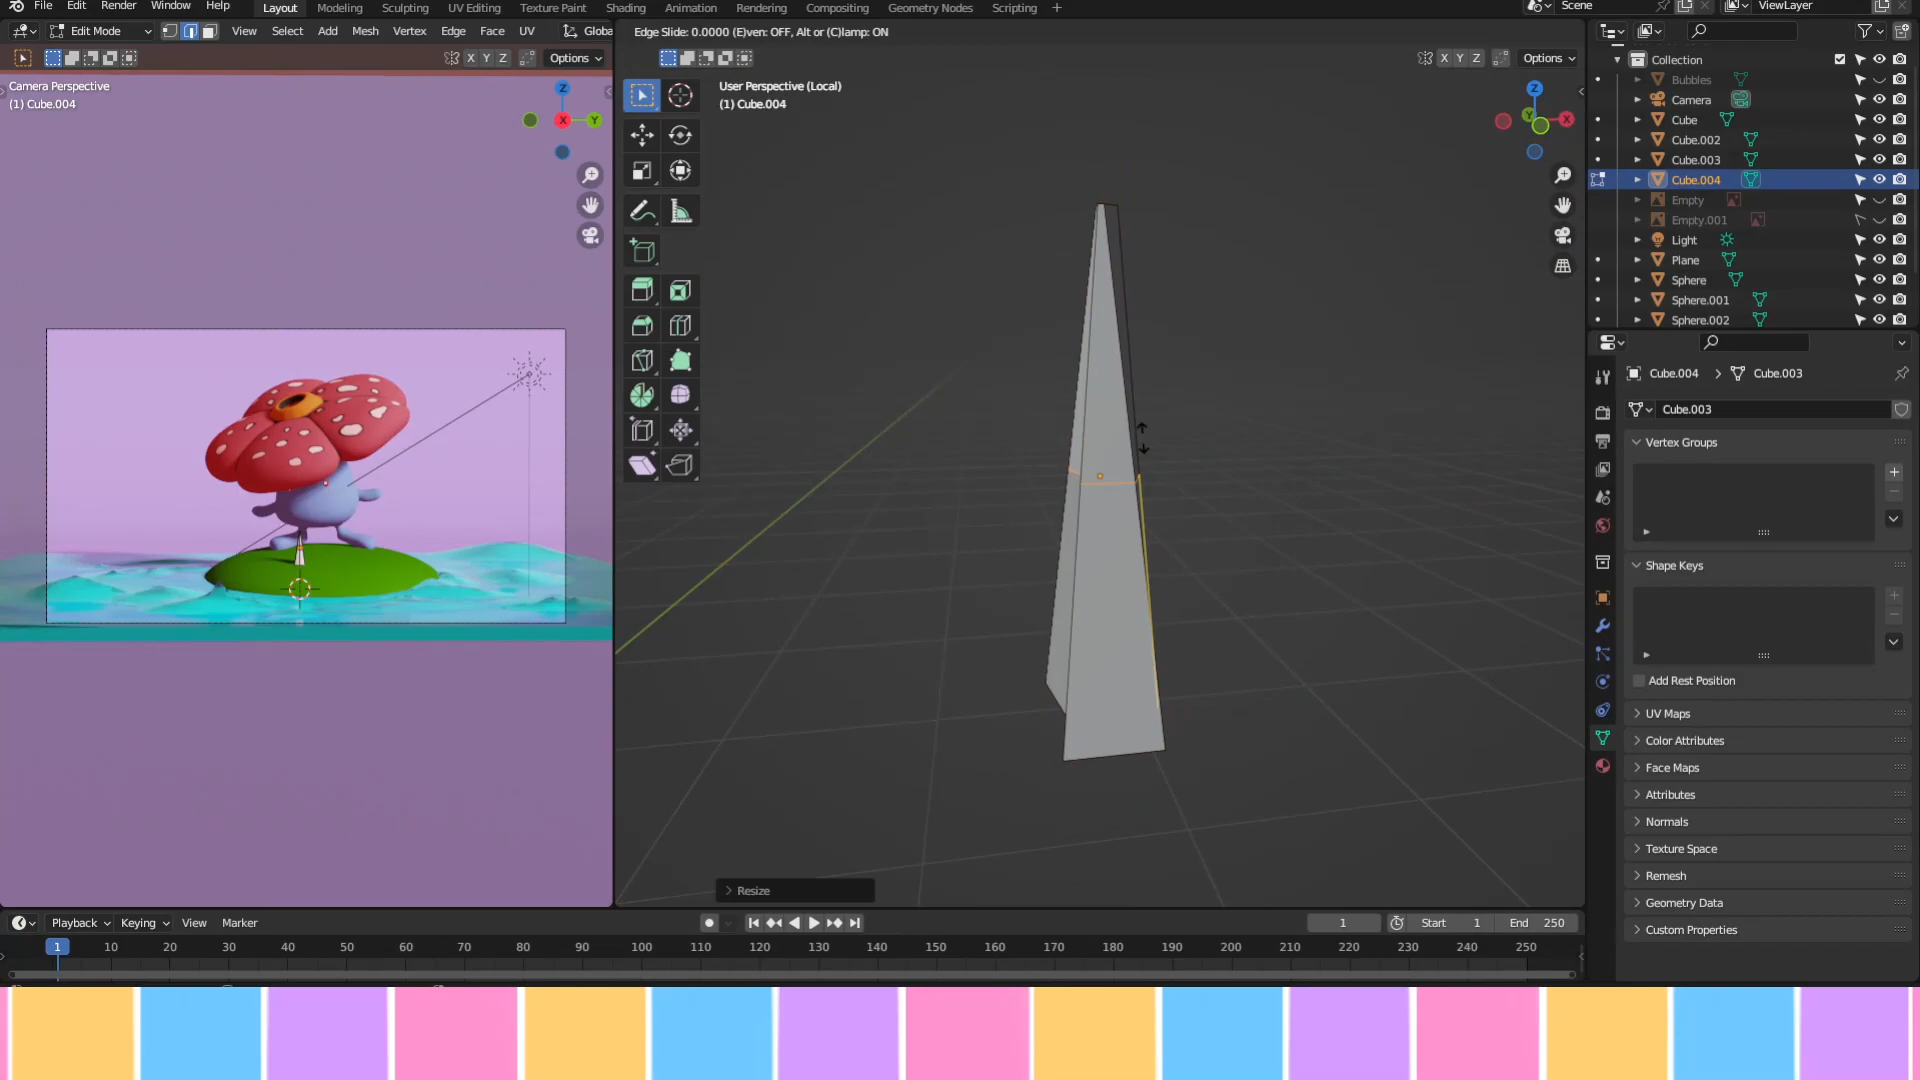 File Edit Render Window Help Layout Modeling Sculpting UV Editing Texture Paint Shading Animation Rendering Compositing Geometry Nodes Scripting + Scene ViewLayer
Edit Mode View Select Add Mesh Vertex Edge Face UV Globa
Edge Slide: 0.0000 (E)ven: OFF, Alt or (C)lamp: ON
X Y Z Options
X Y Z Options
Camera Perspective
(1) Cube.004
User Perspective (Local)
(1) Cube.004
Z
X
Y
Z
Y
X
Collection
Bubbles
Camera
Cube
Cube.002
Cube.003
Cube.004
Empty
Empty.001
Light
Plane
Sphere
Sphere.001
Sphere.002
Cube.004 > Cube.003
Cube.003
Vertex Groups
Shape Keys
Add Rest Position
UV Maps
Color Attributes
Face Maps
Attributes
Normals
Texture Space
Remesh
Geometry Data
Custom Properties
Resize
Playback Keying View Marker 1 Start 1 End 250
1 10 20 30 40 50 60 70 80 90 100 110 120 130 140 150 160 170 180 190 200 210 220 230 240 250